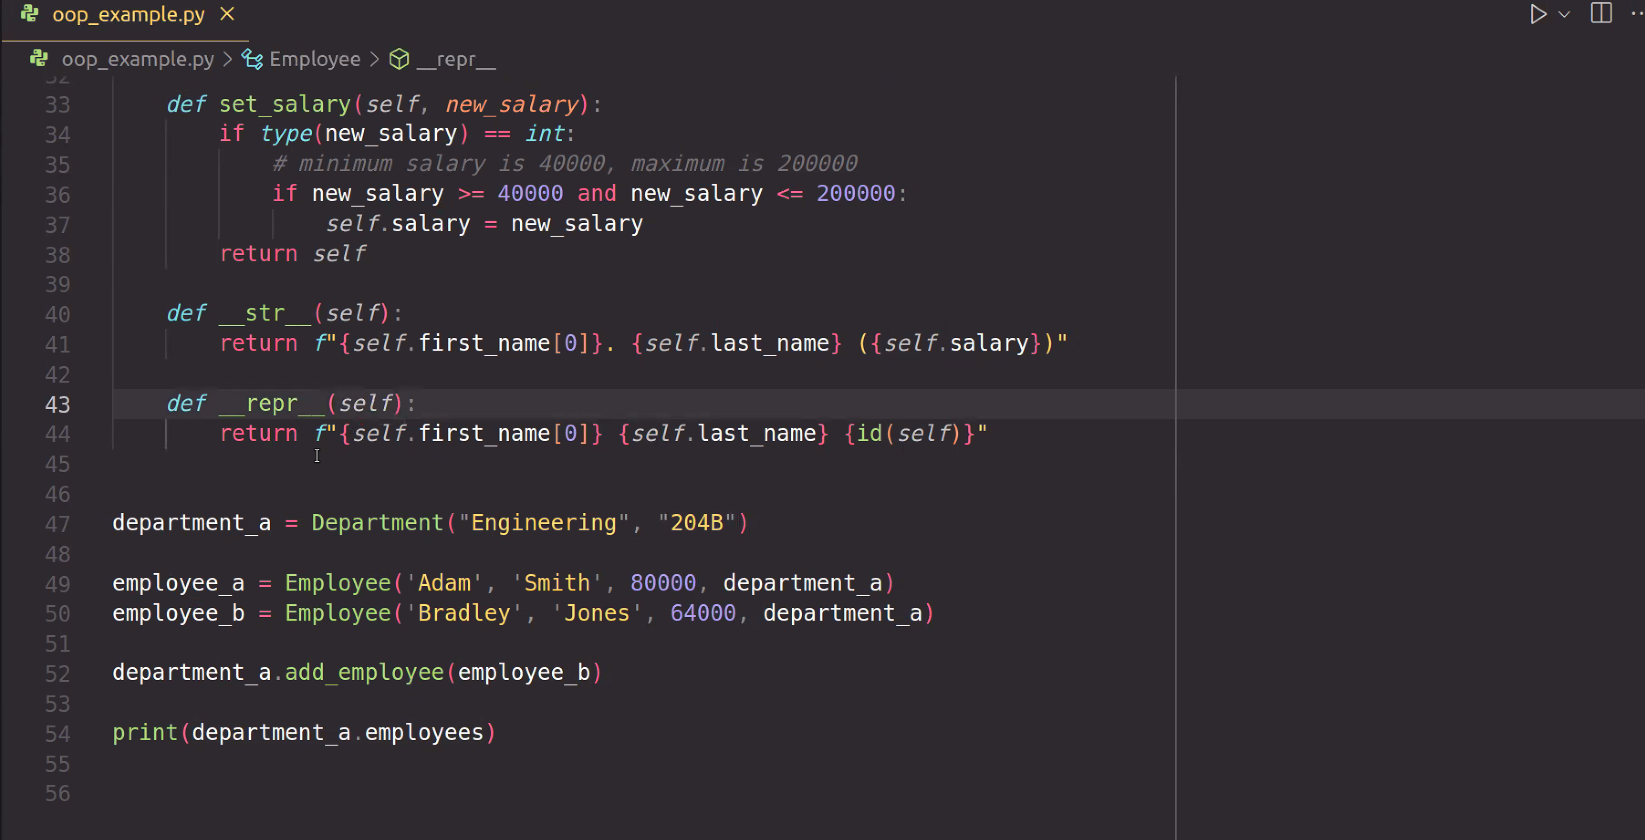 oop_example.py
oop_example.py > Employee > __repr__
32
33 def set_salary(self, new_salary):
34 if type(new_salary) == int:
35 # minimum salary is 40000, maximum is 200000
36 if new_salary >= 40000 and new_salary <= 200000:
37 self.salary = new_salary
38 return self
39
40 def __str__(self):
41 return f"{self.first_name[0]}. {self.last_name} ({self.salary})"
42
43 def __repr__(self):
44 return f"{self.first_name[0]} {self.last_name} {id(self)}"
45
46
47 department_a = Department("Engineering", "204B")
48
49 employee_a = Employee('Adam', 'Smith', 80000, department_a)
50 employee_b = Employee('Bradley', 'Jones', 64000, department_a)
51
52 department_a.add_employee(employee_b)
53
54 print(department_a.employees)
55
56